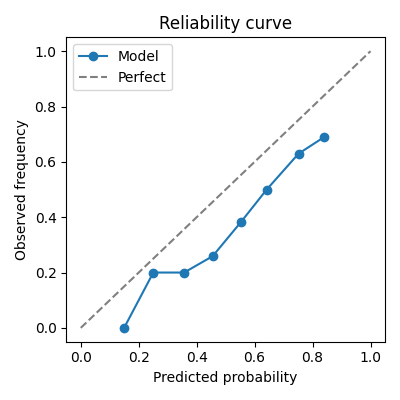 Reliability curve
Model
Perfect
Observed frequency
1.0
0.8
0.6
0.4
0.2
0.0
0.0 0.2 0.4 0.6 0.8 1.0
Predicted probability